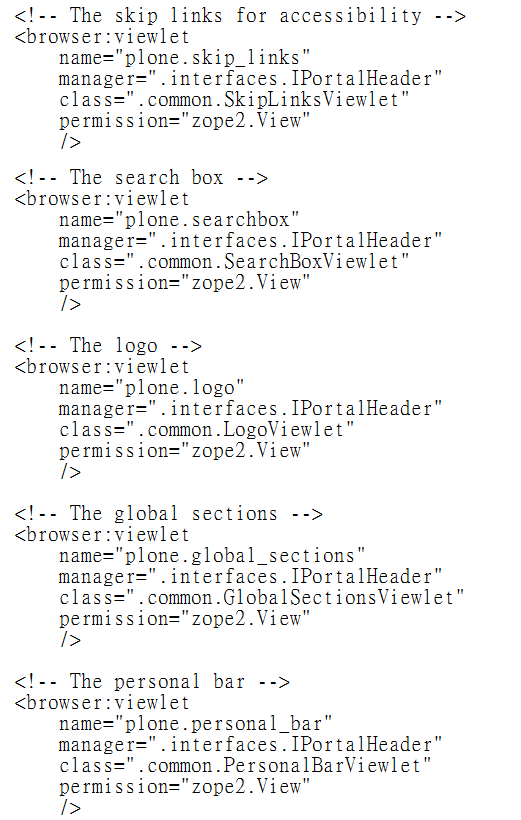 <!-- The skip links for accessibility -->
<browser:viewlet
    name="plone.skip_links"
    manager=".interfaces.IPortalHeader"
    class=".common.SkipLinksViewlet"
    permission="zope2.View"
    />

<!-- The search box -->
<browser:viewlet
    name="plone.searchbox"
    manager=".interfaces.IPortalHeader"
    class=".common.SearchBoxViewlet"
    permission="zope2.View"
    />

<!-- The logo -->
<browser:viewlet
    name="plone.logo"
    manager=".interfaces.IPortalHeader"
    class=".common.LogoViewlet"
    permission="zope2.View"
    />

<!-- The global sections -->
<browser:viewlet
    name="plone.global_sections"
    manager=".interfaces.IPortalHeader"
    class=".common.GlobalSectionsViewlet"
    permission="zope2.View"
    />

<!-- The personal bar -->
<browser:viewlet
    name="plone.personal_bar"
    manager=".interfaces.IPortalHeader"
    class=".common.PersonalBarViewlet"
    permission="zope2.View"
    />